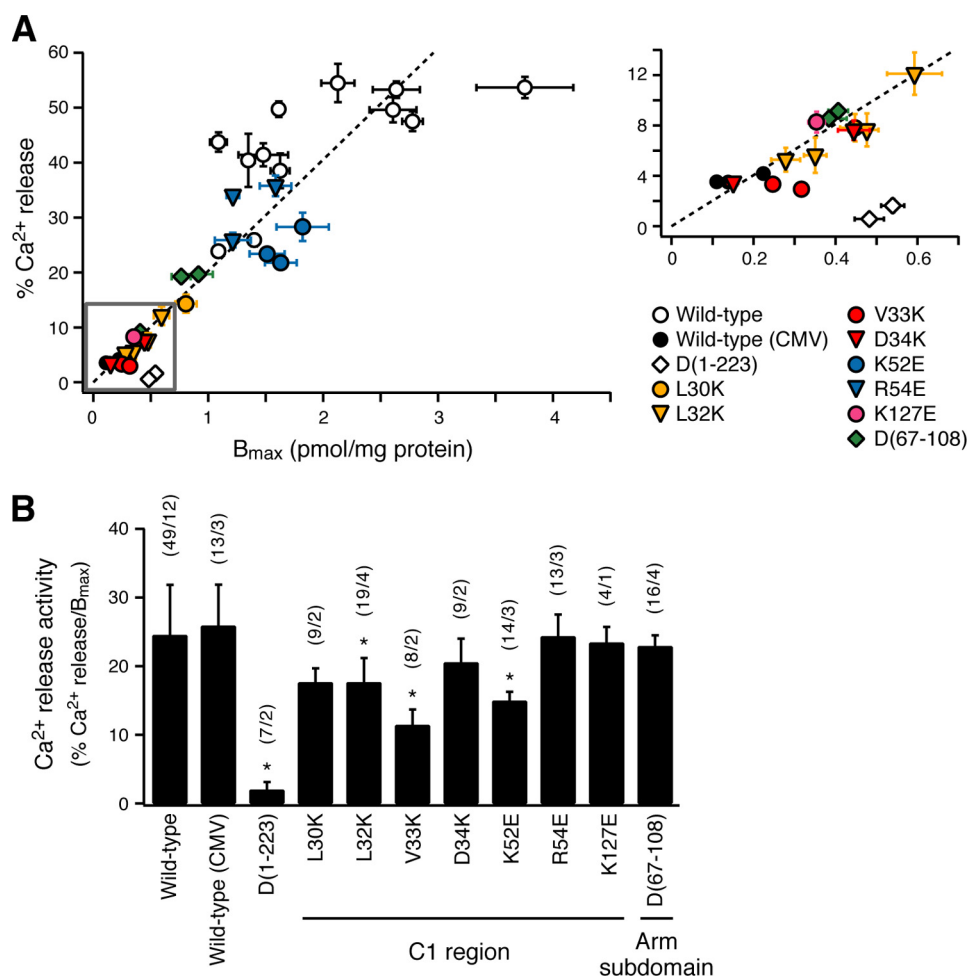 A
60
50
40
30
20
10
0
% Ca2+ release
0
1
2
3
4
Bmax (pmol/mg protein)
12
8
4
0
0
0.2
0.4
0.6
Wild-type
Wild-type (CMV)
D(1-223)
L30K
L32K
V33K
D34K
K52E
R54E
K127E
D(67-108)
B
40
30
20
10
0
Ca2+ release activity
(% Ca2+ release/Bmax)
(49/12)
(13/3)
* (7/2)
(9/2)
* (19/4)
* (8/2)
(9/2)
* (14/3)
(13/3)
(4/1)
(16/4)
Wild-type
Wild-type (CMV)
D(1-223)
L30K
L32K
V33K
D34K
K52E
R54E
K127E
D(67-108)
C1 region
Arm
subdomain